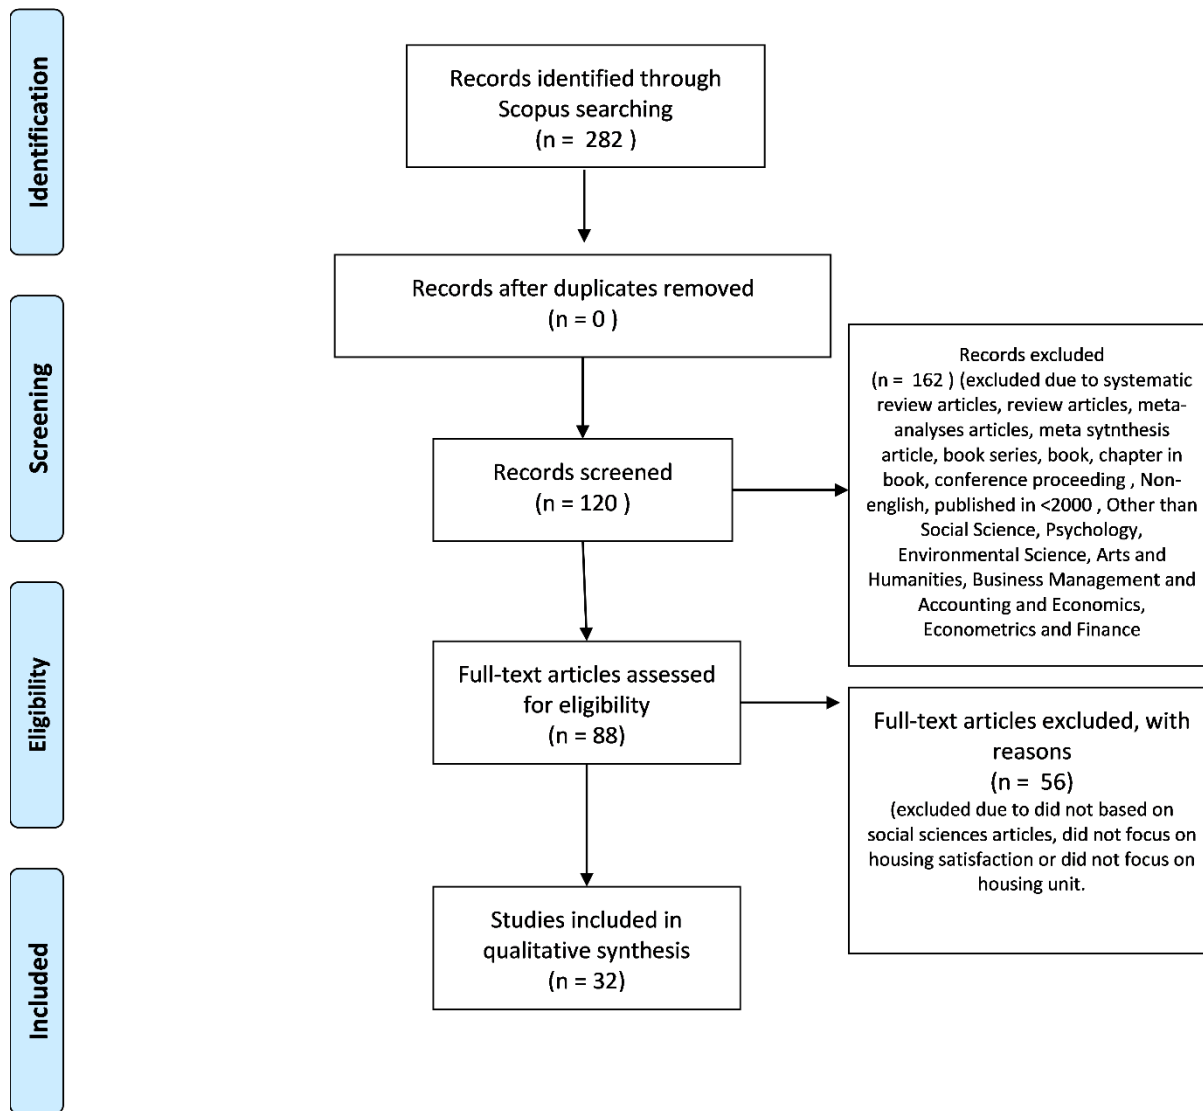 Identification
Records identified through
Scopus searching
(n =  282 )
Records after duplicates removed
(n = 0 )
Screening
Records screened
(n = 120 )
Records excluded
(n =  162 ) (excluded due to systematic
review articles, review articles, meta-
analyses articles, meta sytnthesis
article, book series, book, chapter in
book, conference proceeding , Non-
english, published in <2000 , Other than
Social Science, Psychology,
Environmental Science, Arts and
Humanities, Business Management and
Accounting and Economics,
Econometrics and Finance
Eligibility
Full-text articles assessed
for eligibility
(n = 88)
Full-text articles excluded, with
reasons
(n =  56)
(excluded due to did not based on
social sciences articles, did not focus on
housing satisfaction or did not focus on
housing unit.
Included
Studies included in
qualitative synthesis
(n = 32)